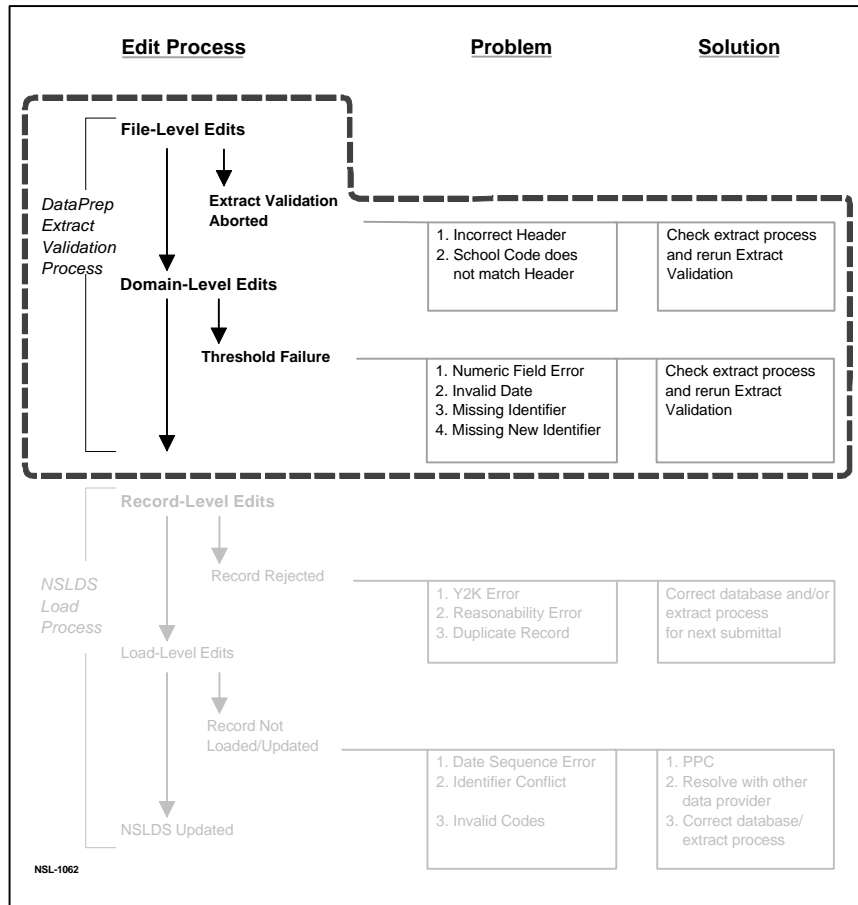 Edit Process
Problem
Solution
File-Level Edits
DataPrep
Extract
Validation
Process
Extract Validation
Aborted
1. Incorrect Header
2. School Code does
not match Header
Check extract process
and rerun Extract
Validation
Domain-Level Edits
Threshold Failure
1. Numeric Field Error
2. Invalid Date
3. Missing Identifier
4. Missing New Identifier
Check extract process
and rerun Extract
Validation
Record-Level Edits
NSLDS
Load
Process
Record Rejected
1. Y2K Error
2. Reasonability Error
3. Duplicate Record
Correct database and/or
extract process
for next submittal
Load-Level Edits
Record Not
Loaded/Updated
1. Date Sequence Error
2. Identifier Conflict
3. Invalid Codes
1. PPC
2. Resolve with other
data provider
3. Correct database/
extract process
NSLDS Updated
NSL-1062